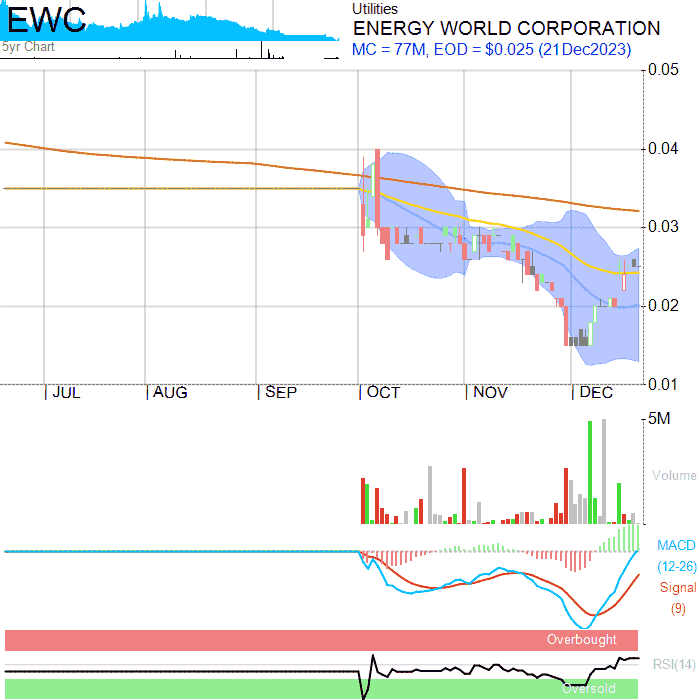 EWC
5yr Chart
Utilities
ENERGY WORLD CORPORATION
MC = 77M, EOD = $0.025 (21Dec2023)
0.05
0.04
0.03
0.02
0.01
JUL AUG SEP OCT NOV DEC
5M
Volume
MACD
(12-26)
Signal
(9)
Overbought
RSI(14)
Oversold